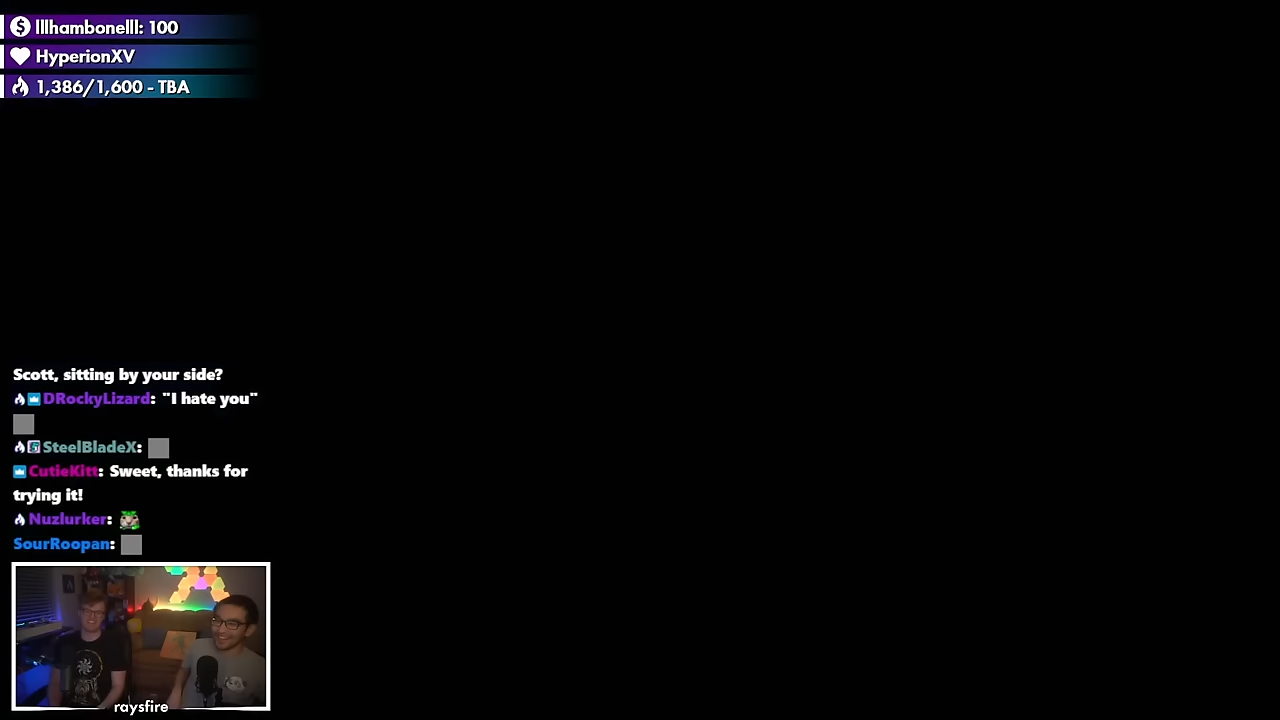 lllhambonelll: 100
HyperionXV
1,386/1,600 - TBA
Scott, sitting by your side?
DRockyLizard: "I hate you"
SteelBladeX:
CutieKitt: Sweet, thanks for
trying it!
Nuzlurker:
SourRoopan:
raysfire